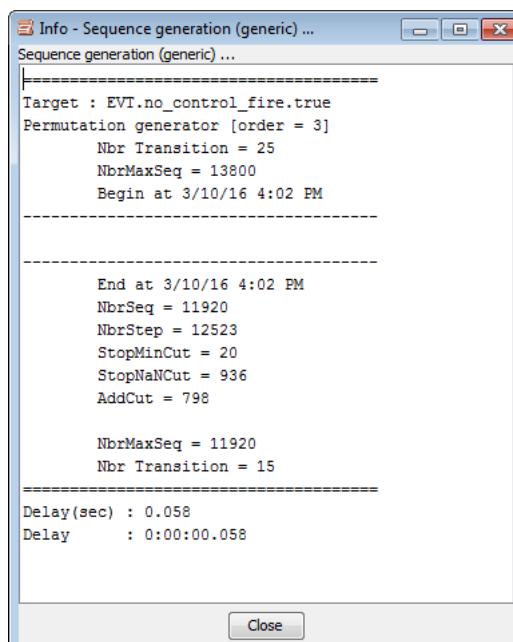 Info - Sequence generation (generic) ...
Sequence generation (generic) ...
========================================
Target : EVT.no_control_fire.true
Permutation generator [order = 3]
Nbr Transition = 25
NbrMaxSeq = 13800
Begin at 3/10/16 4:02 PM
----------------------------------------
----------------------------------------
End at 3/10/16 4:02 PM
NbrSeq = 11920
NbrStep = 12523
StopMinCut = 20
StopNaNCut = 936
AddCut = 798
NbrMaxSeq = 11920
Nbr Transition = 15
========================================
Delay(sec) : 0.058
Delay      : 0:00:00.058
Close